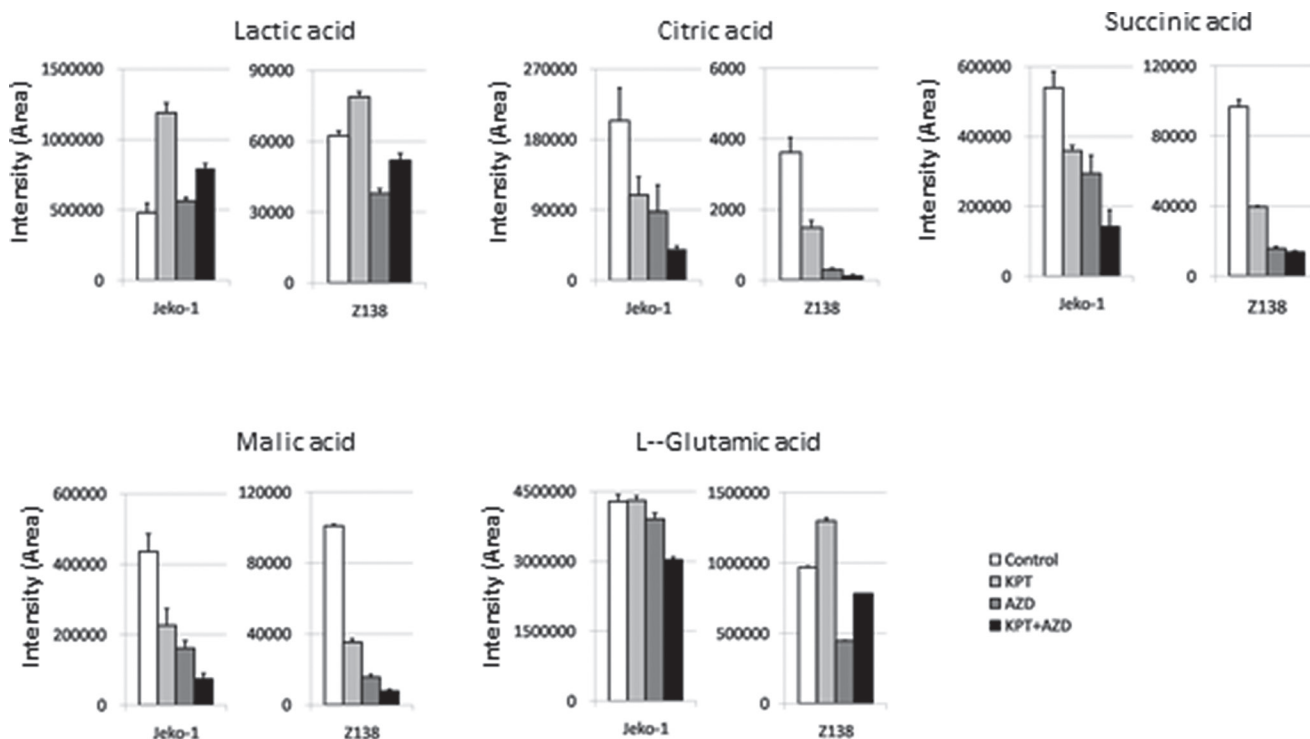 Lactic acid
Intensity (Area)
1500000
1000000
500000
0
Jeko-1
90000
60000
30000
0
Z138
Citric acid
Intensity (Area)
270000
180000
90000
0
Jeko-1
6000
4000
2000
0
Z138
Succinic acid
Intensity (Area)
600000
400000
200000
0
Jeko-1
120000
80000
40000
0
Z138
Malic acid
Intensity (Area)
600000
400000
200000
0
Jeko-1
120000
80000
40000
0
Z138
L--Glutamic acid
Intensity (Area)
4500000
3000000
1500000
0
Jeko-1
1500000
1000000
500000
0
Z138
Control
KPT
AZD
KPT+AZD